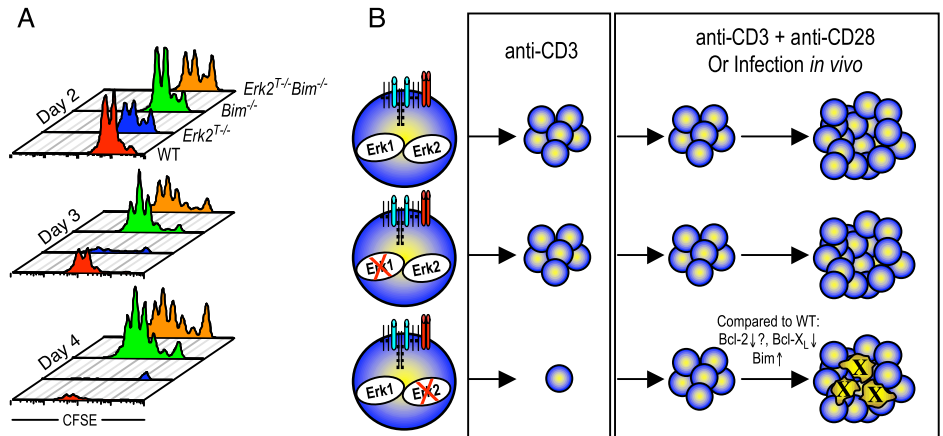 A
Day 2
Erk2T-/-Bim-/-
Bim-/-
Erk2T-/-
WT
Day 3
Day 4
CFSE
B
anti-CD3
anti-CD3 + anti-CD28
Or Infection in vivo
Erk1
Erk2
Erk1
Erk2
Compared to WT:
Bcl-2↓?, Bcl-XL↓
Bim↑
Erk1
Erk2
X
X
X